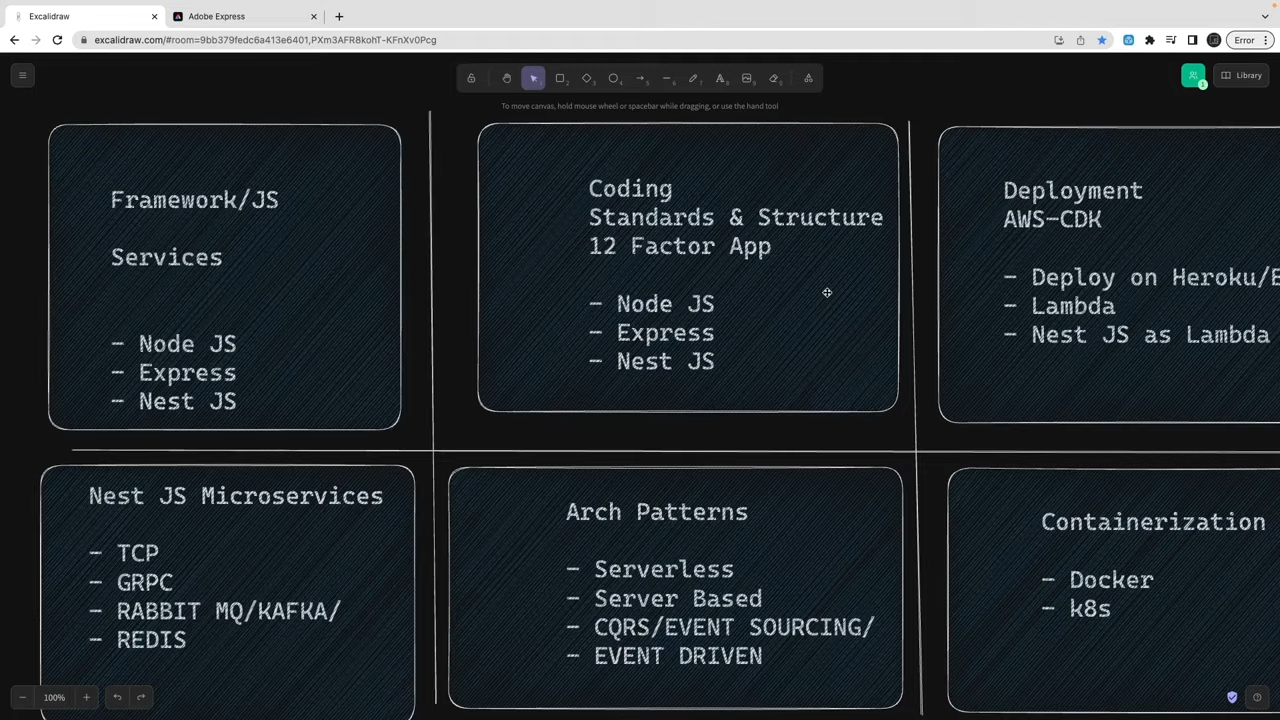 Excalidraw
Adobe Express
excalidraw.com/#room=9bb379fedc6a413e6401,PXm3AFR8kohT-KFnXv0Pcg
Error
Library
To move canvas, hold mouse wheel or spacebar while dragging, or use the hand tool
Framework/JS
Services
- Node JS
- Express
- Nest JS
Coding
Standards & Structure
12 Factor App
- Node JS
- Express
- Nest JS
Deployment
AWS-CDK
- Deploy on Heroku/E
- Lambda
- Nest JS as Lambda
Nest JS Microservices
- TCP
- GRPC
- RABBIT MQ/KAFKA/
- REDIS
Arch Patterns
- Serverless
- Server Based
- CQRS/EVENT SOURCING/
- EVENT DRIVEN
Containerization
- Docker
- k8s
100%